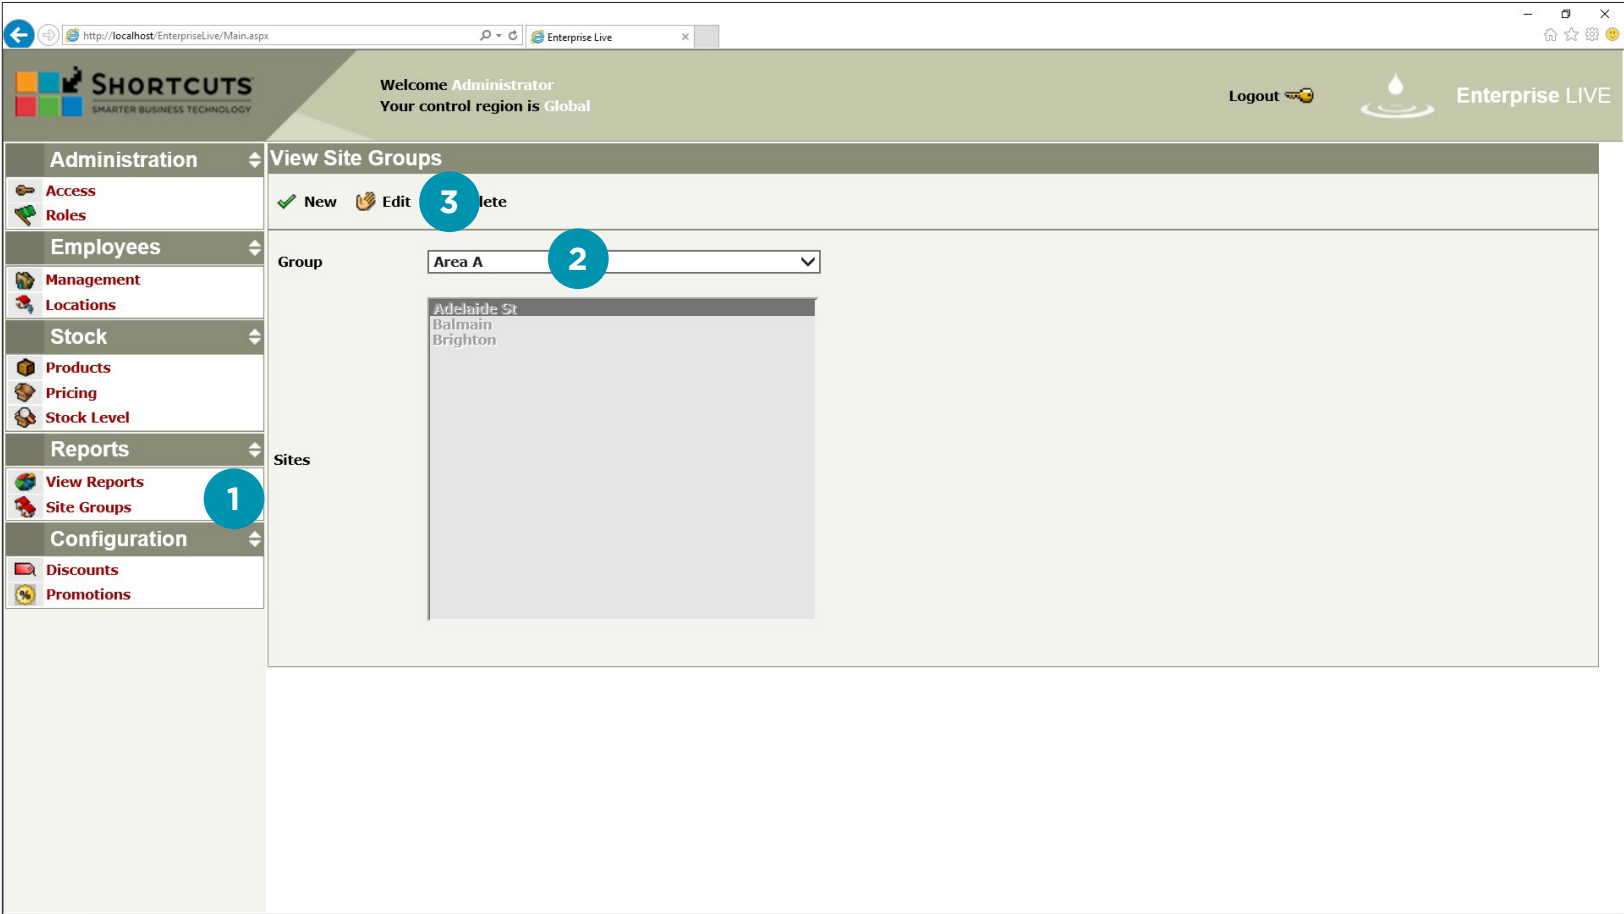 http://localhost/EnterpriseLive/Main.aspx
Enterprise Live
SHORTCUTS
SMARTER BUSINESS TECHNOLOGY
Welcome Administrator
Your control region is Global
Logout
Enterprise LIVE
Administration
Access
Roles
Employees
Management
Locations
Stock
Products
Pricing
Stock Level
Reports
View Reports
Site Groups
1
Configuration
Discounts
Promotions
View Site Groups
New Edit 3 lete
Group Area A 2
Adelaide St
Balmain
Brighton
Sites